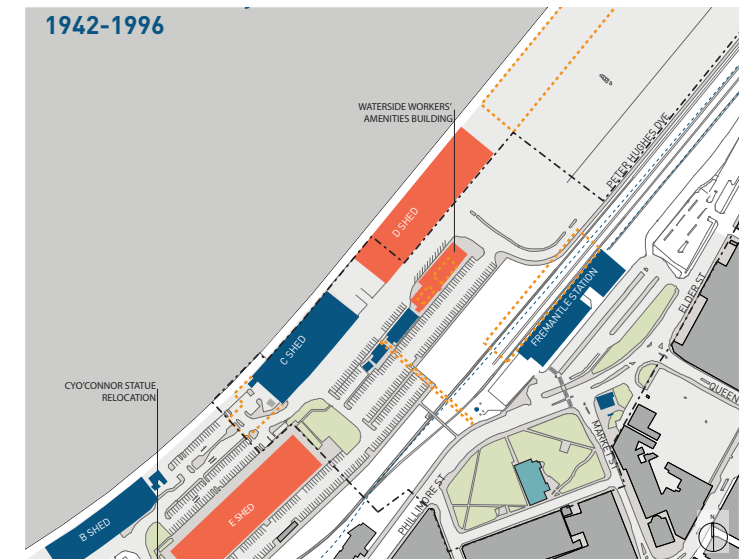 1942-1996
WATERSIDE WORKERS'
AMENITIES BUILDING
PETER HUGHES DVE
D SHED
FREMANTLE STATION
ELDER ST
C SHED
CYO'CONNOR STATUE
RELOCATION
QUEEN
MARKET ST
PHILLIMORE ST
E SHED
B SHED
N